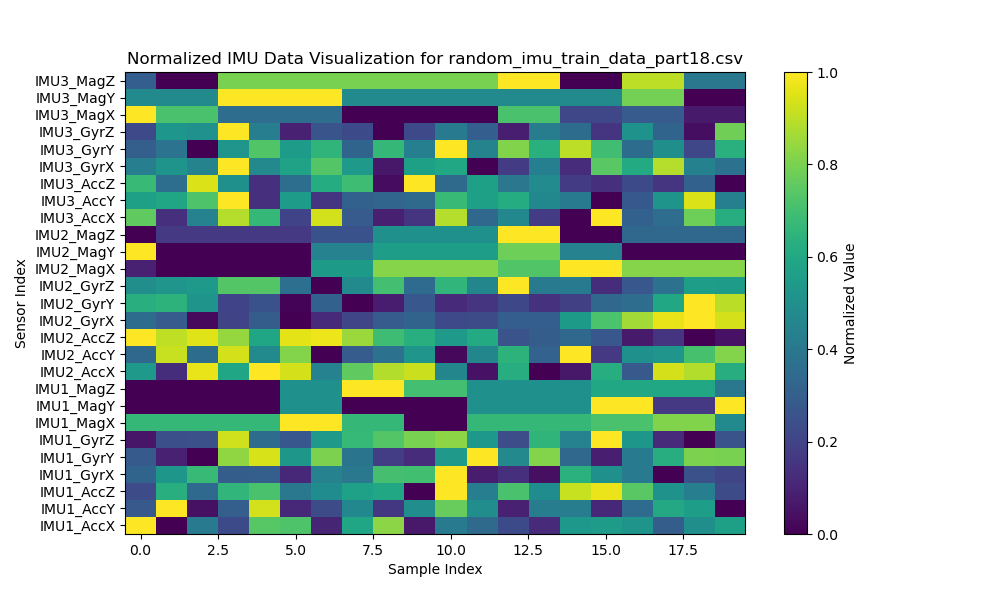 Normalized IMU Data Visualization for random_imu_train_data_part18.csv
Sensor Index
IMU3_MagZ
IMU3_MagY
IMU3_MagX
IMU3_GyrZ
IMU3_GyrY
IMU3_GyrX
IMU3_AccZ
IMU3_AccY
IMU3_AccX
IMU2_MagZ
IMU2_MagY
IMU2_MagX
IMU2_GyrZ
IMU2_GyrY
IMU2_GyrX
IMU2_AccZ
IMU2_AccY
IMU2_AccX
IMU1_MagZ
IMU1_MagY
IMU1_MagX
IMU1_GyrZ
IMU1_GyrY
IMU1_GyrX
IMU1_AccZ
IMU1_AccY
IMU1_AccX
0.0 2.5 5.0 7.5 10.0 12.5 15.0 17.5
Sample Index
1.0
0.8
0.6
0.4
0.2
0.0
Normalized Value